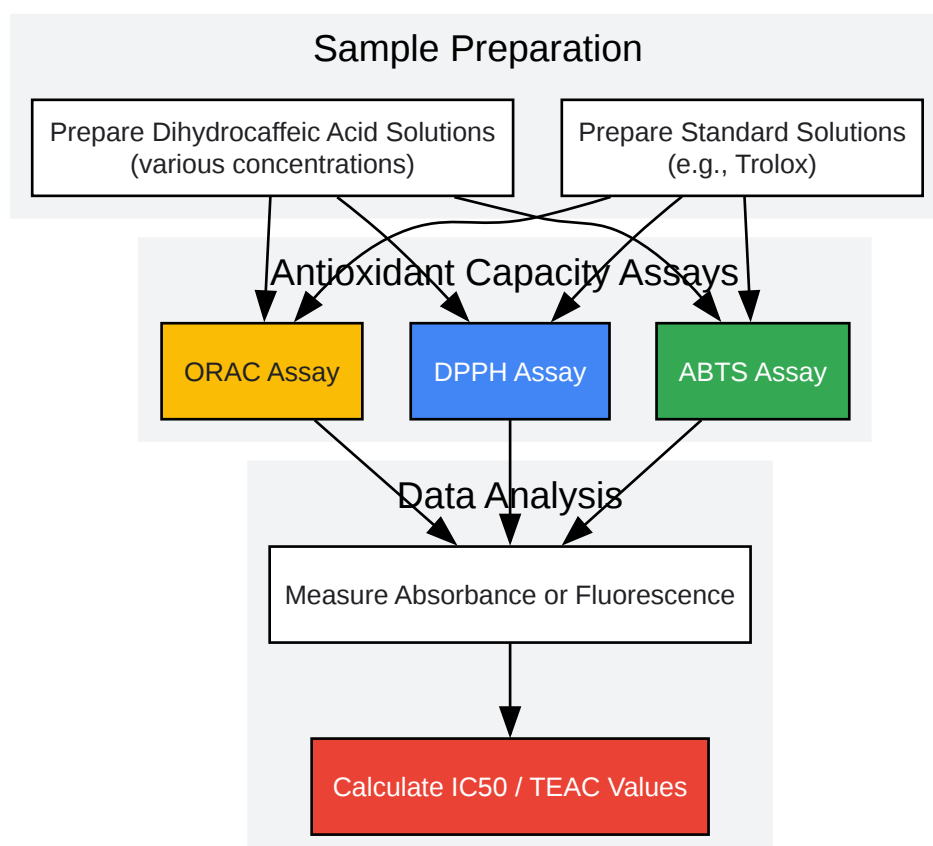 Sample Preparation
Prepare Dihydrocaffeic Acid Solutions
(various concentrations)
Prepare Standard Solutions
(e.g., Trolox)
Antioxidant Capacity Assays
ORAC Assay
DPPH Assay
ABTS Assay
Data Analysis
Measure Absorbance or Fluorescence
Calculate IC50 / TEAC Values